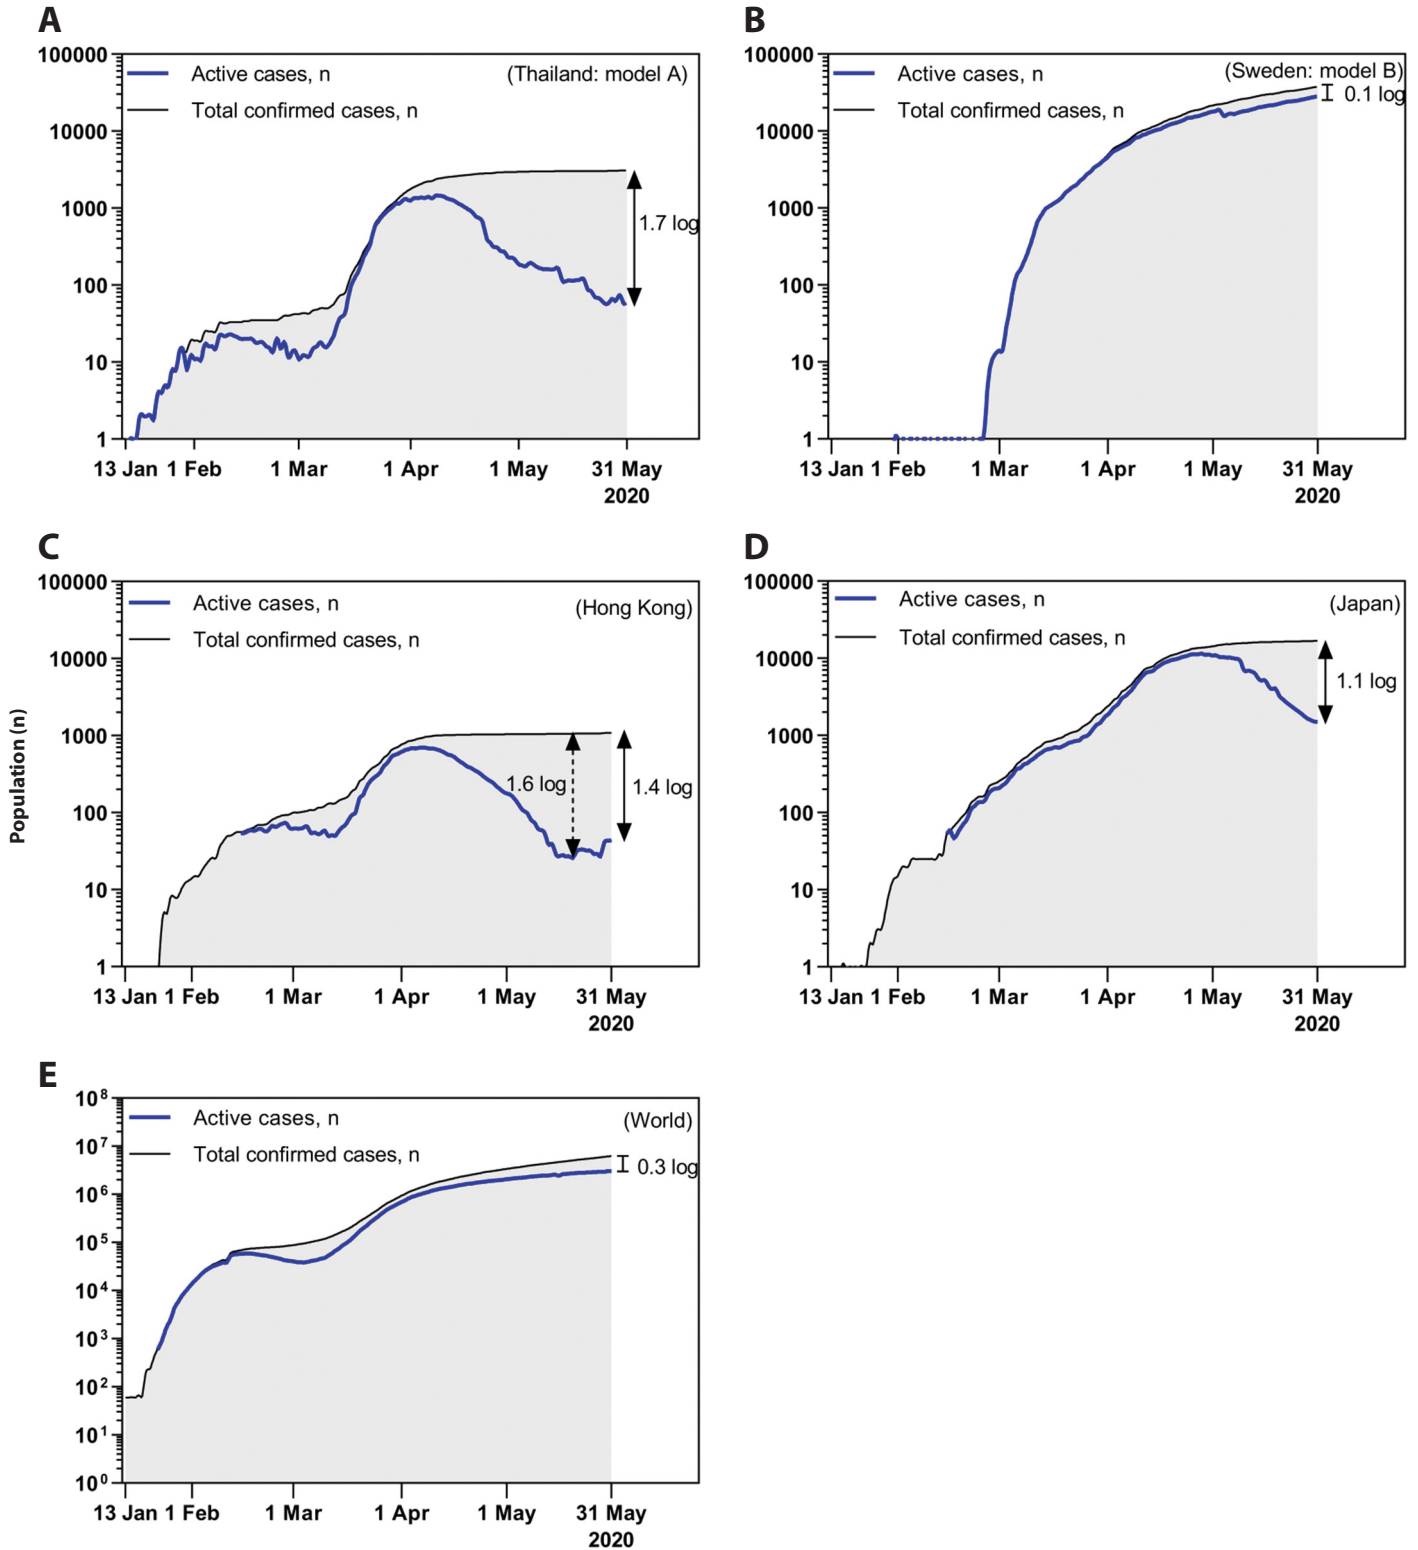 A
100000
10000
1000
100
10
1
Active cases, n
Total confirmed cases, n
(Thailand: model A)
1.7 log
13 Jan 1 Feb 1 Mar 1 Apr 1 May 31 May
2020
B
100000
10000
1000
100
10
1
Active cases, n
Total confirmed cases, n
(Sweden: model B)
0.1 log
13 Jan 1 Feb 1 Mar 1 Apr 1 May 31 May
2020
Population (n)
C
100000
10000
1000
100
10
1
Active cases, n
Total confirmed cases, n
(Hong Kong)
1.6 log
1.4 log
13 Jan 1 Feb 1 Mar 1 Apr 1 May 31 May
2020
D
100000
10000
1000
100
10
1
Active cases, n
Total confirmed cases, n
(Japan)
1.1 log
13 Jan 1 Feb 1 Mar 1 Apr 1 May 31 May
2020
E
10⁸
10⁷
10⁶
10⁵
10⁴
10³
10²
10¹
10⁰
Active cases, n
Total confirmed cases, n
(World)
0.3 log
13 Jan 1 Feb 1 Mar 1 Apr 1 May 31 May
2020